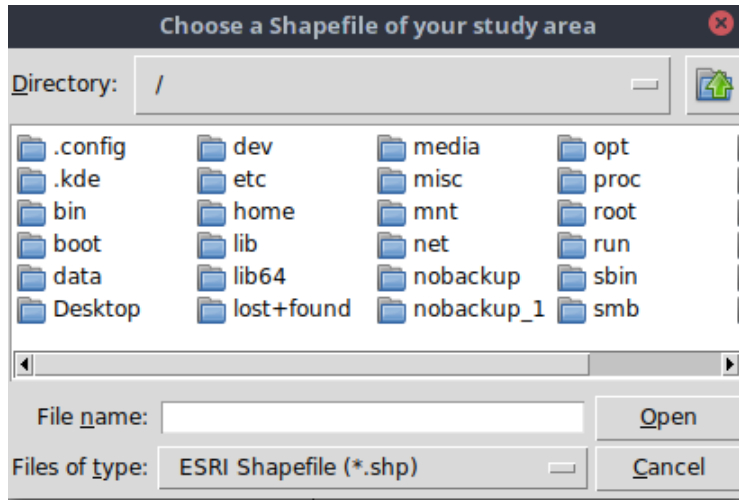 Choose a Shapefile of your study area
Directory: /
.config dev media opt
.kde etc misc proc
bin home mnt root
boot lib net run
data lib64 nobackup sbin
Desktop lost+found nobackup_1 smb
File name: Open
Files of type: ESRI Shapefile (*.shp) Cancel